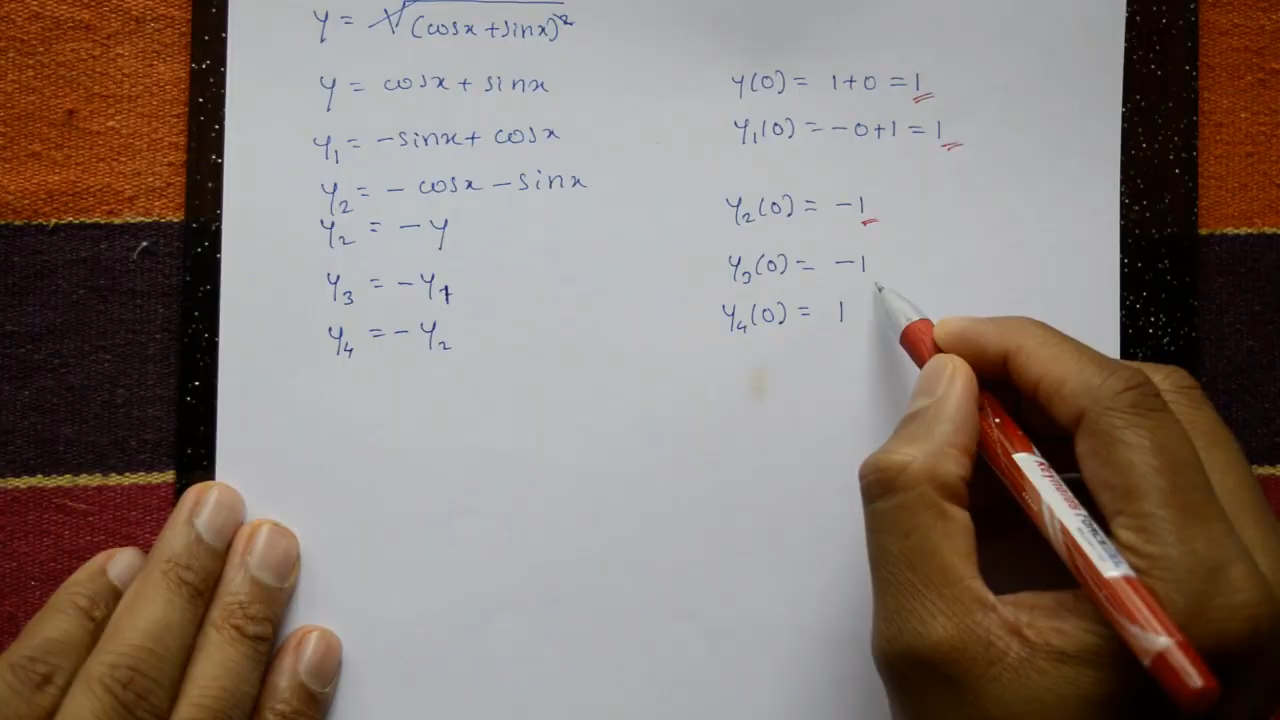 y = √(cosx + sinx)²
y = cosx + sinx
y₁ = -sinx + cosx
y₂ = - cosx - sinx
y₂ = - y
y₃ = - y₁
y₄ = - y₂
y(0) = 1+0 = 1
y₁(0) = -0+1 = 1
y₂(0) = -1
y₃(0) = -1
y₄(0) = 1